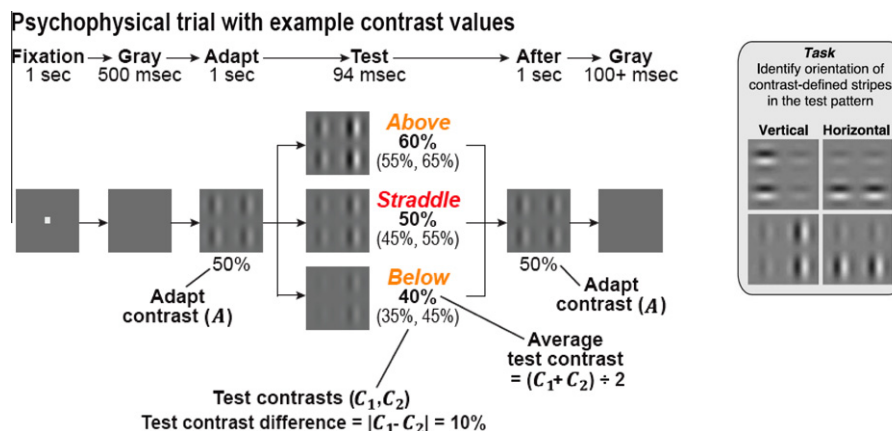 Psychophysical trial with example contrast values
Fixation → Gray → Adapt → Test → After → Gray
1 sec 500 msec 1 sec 94 msec 1 sec 100+ msec
Above
60%
(55%, 65%)
Straddle
50%
(45%, 55%)
Below
40%
(35%, 45%)
50%
Adapt
contrast (A)
50%
Adapt
contrast (A)
Average
test contrast
= (C₁+ C₂) ÷ 2
Test contrasts (C₁,C₂)
Test contrast difference = |C₁- C₂| = 10%
Task
Identify orientation of
contrast-defined stripes
in the test pattern
Vertical Horizontal